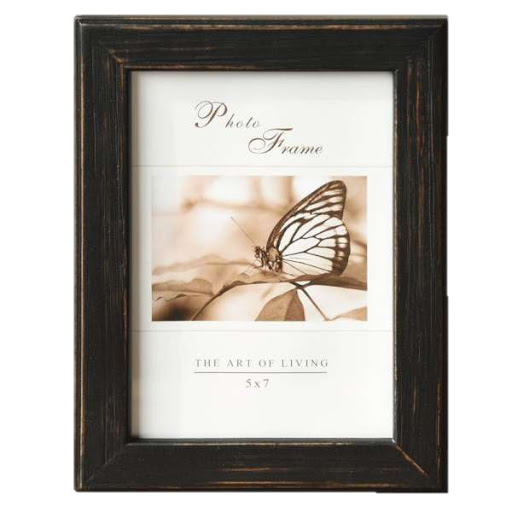 Photo
Frame
THE ART OF LIVING
5x7